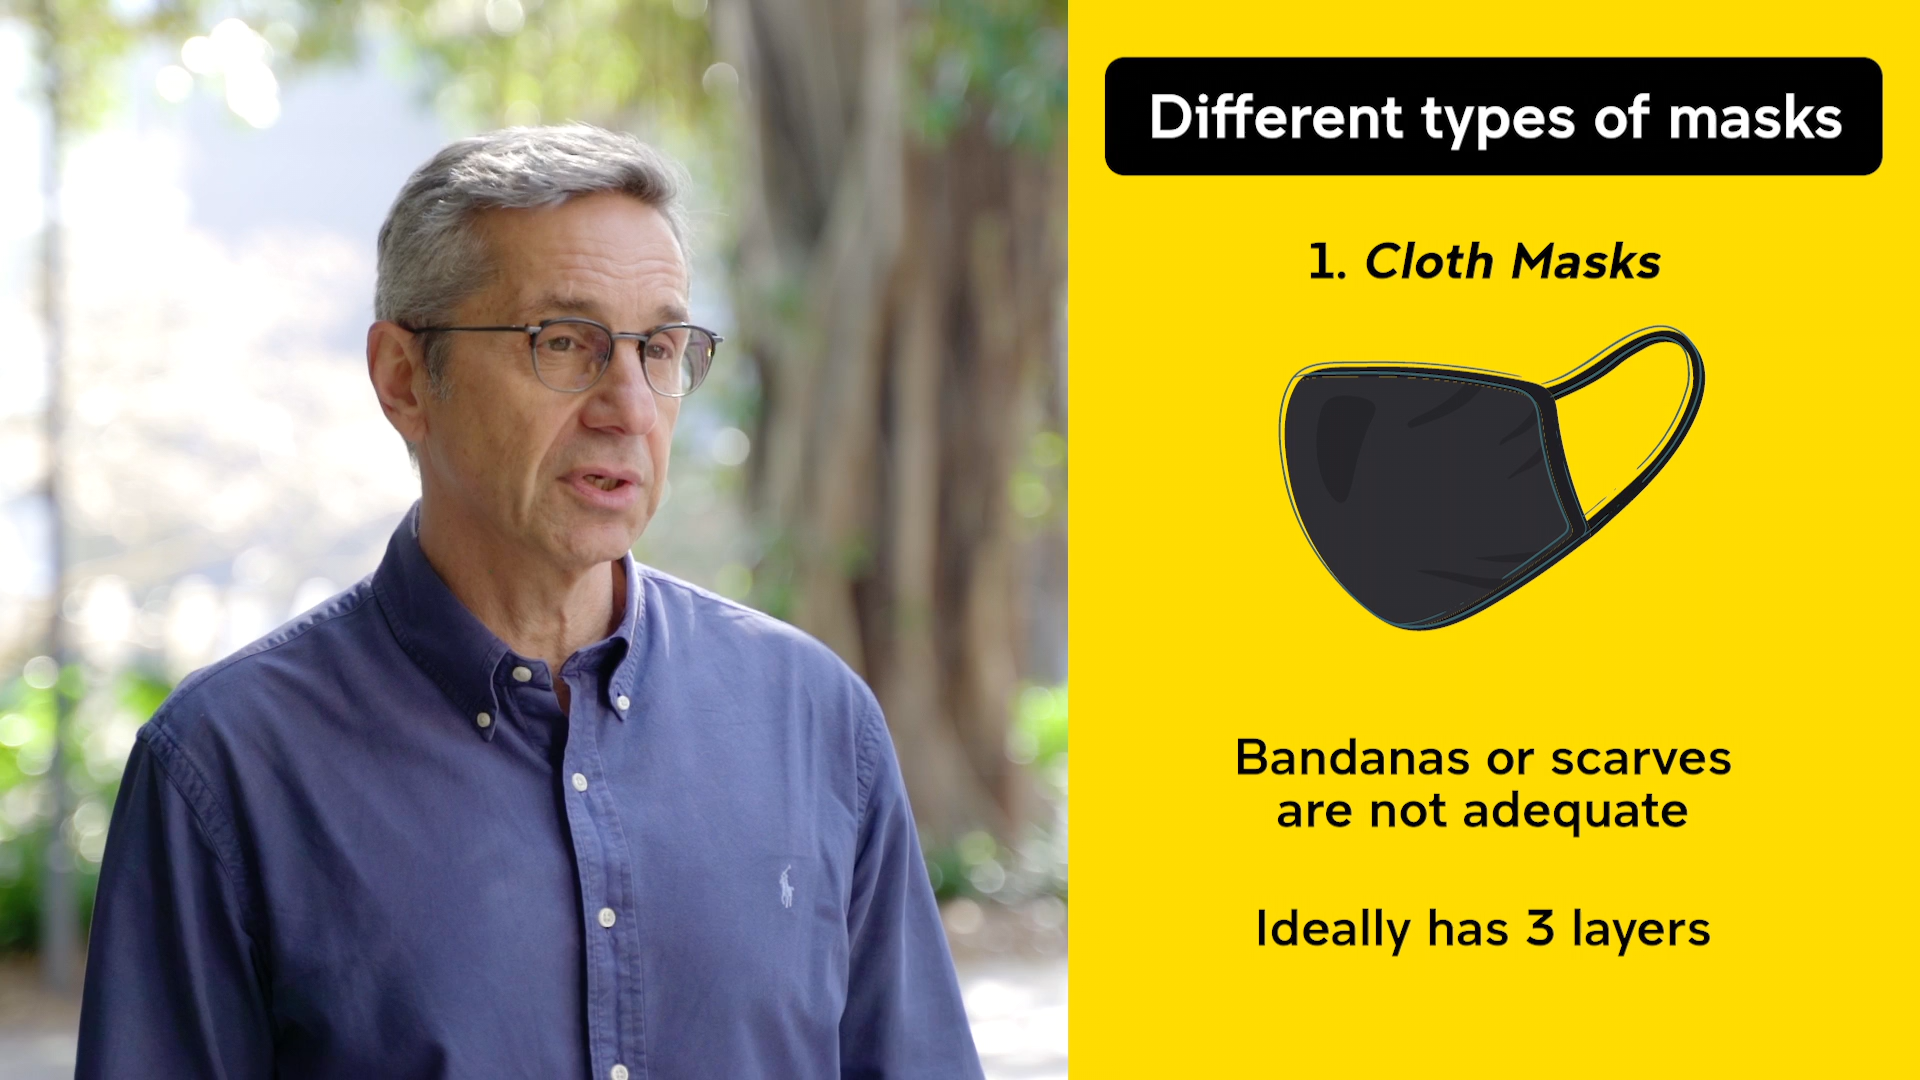 Different types of masks
1. Cloth Masks
Bandanas or scarves
are not adequate
Ideally has 3 layers